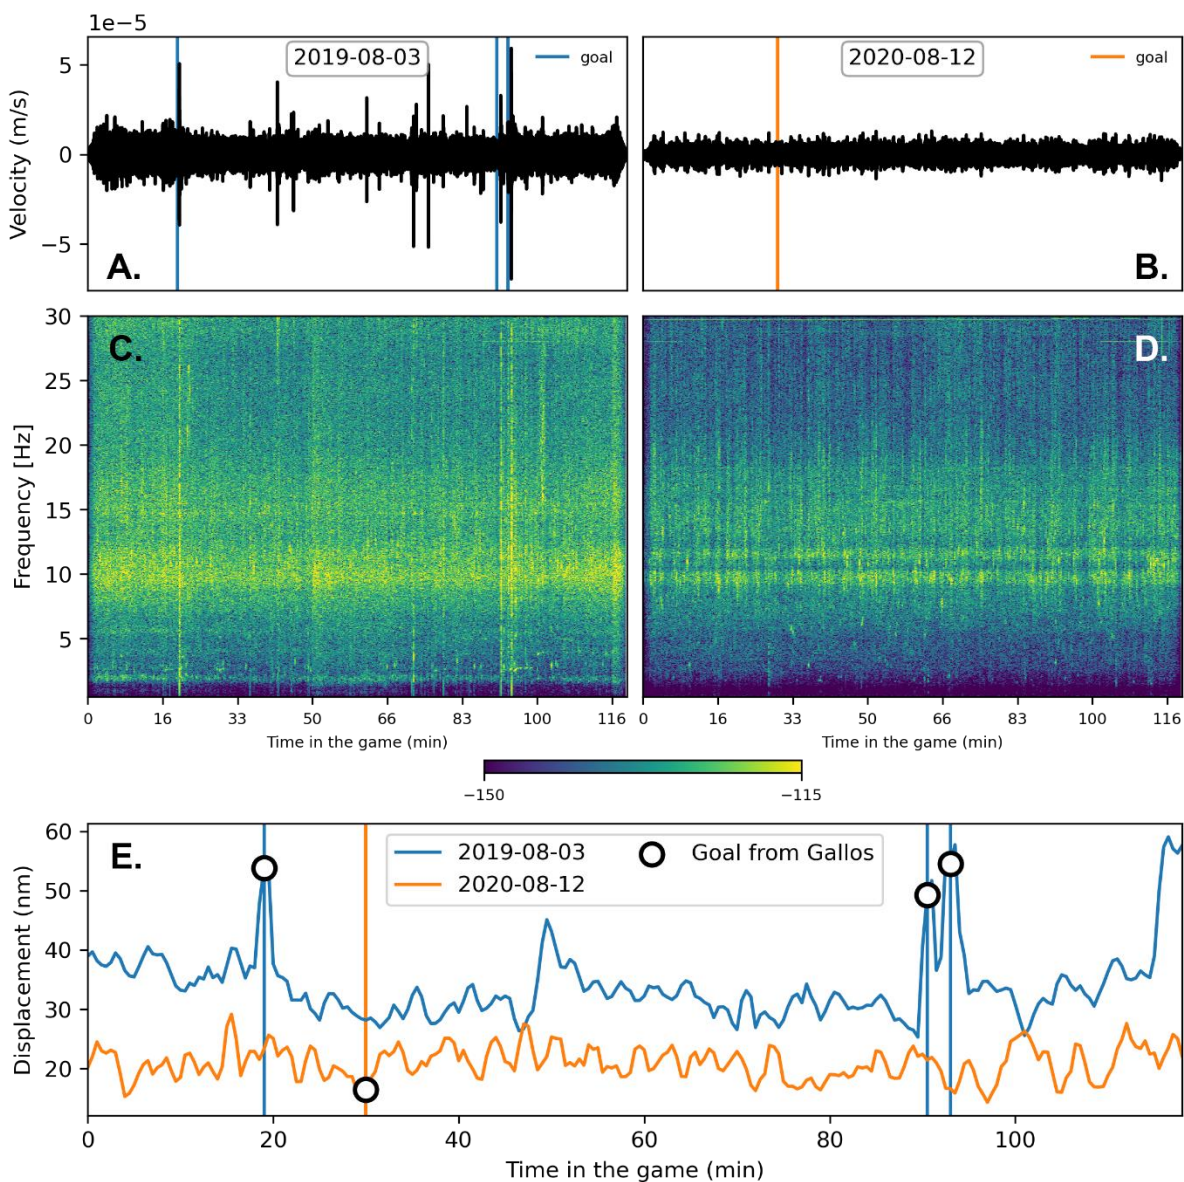 1e−5
2019-08-03
goal
2020-08-12
goal
Velocity (m/s)
5
0
−5
A.
B.
Frequency [Hz]
30
25
20
15
10
5
C.
D.
0 16 33 50 66 83 100 116
0 16 33 50 66 83 100 116
Time in the game (min)
Time in the game (min)
−150
−115
Displacement (nm)
60
50
40
30
20
E.
2019-08-03
2020-08-12
Goal from Gallos
0 20 40 60 80 100
Time in the game (min)